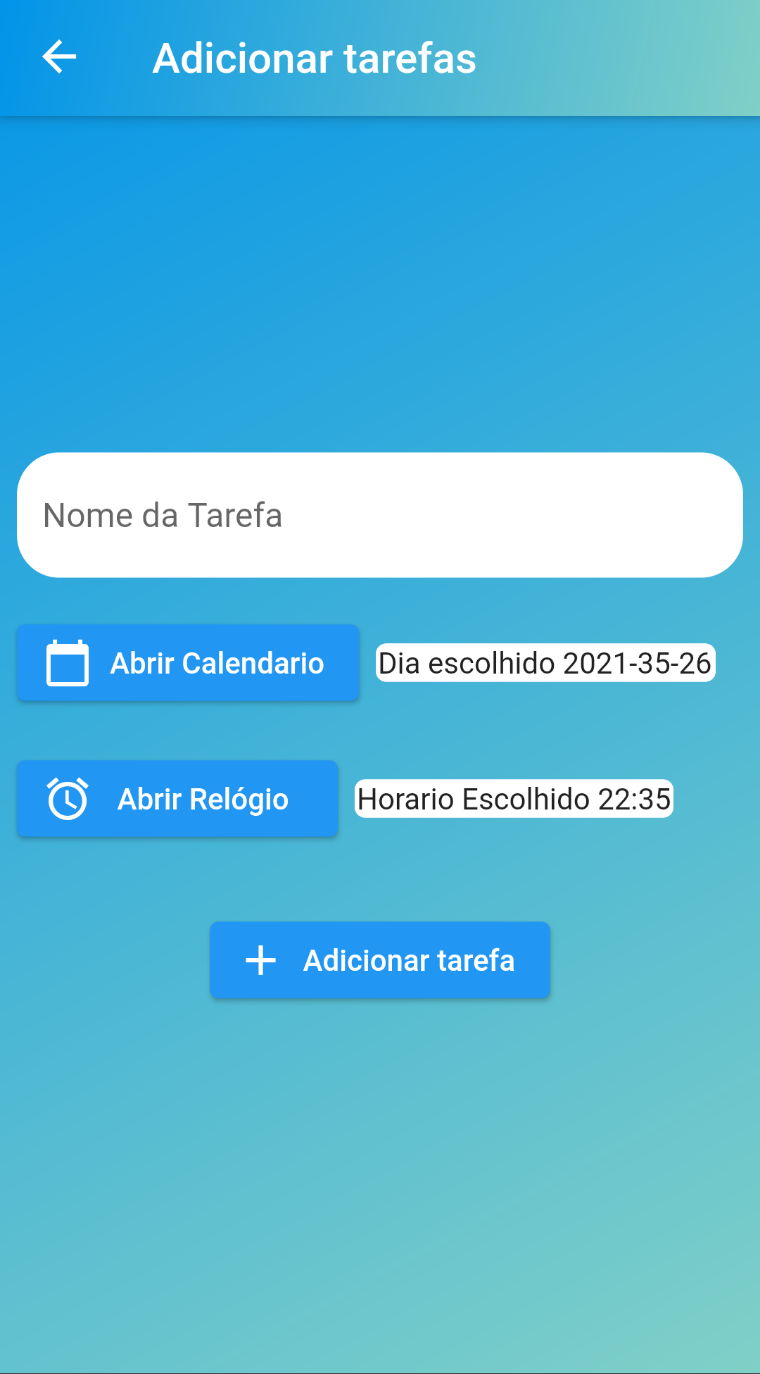 Adicionar tarefas
Nome da Tarefa
Abrir Calendario
Dia escolhido 2021-35-26
Abrir Relógio
Horario Escolhido 22:35
Adicionar tarefa